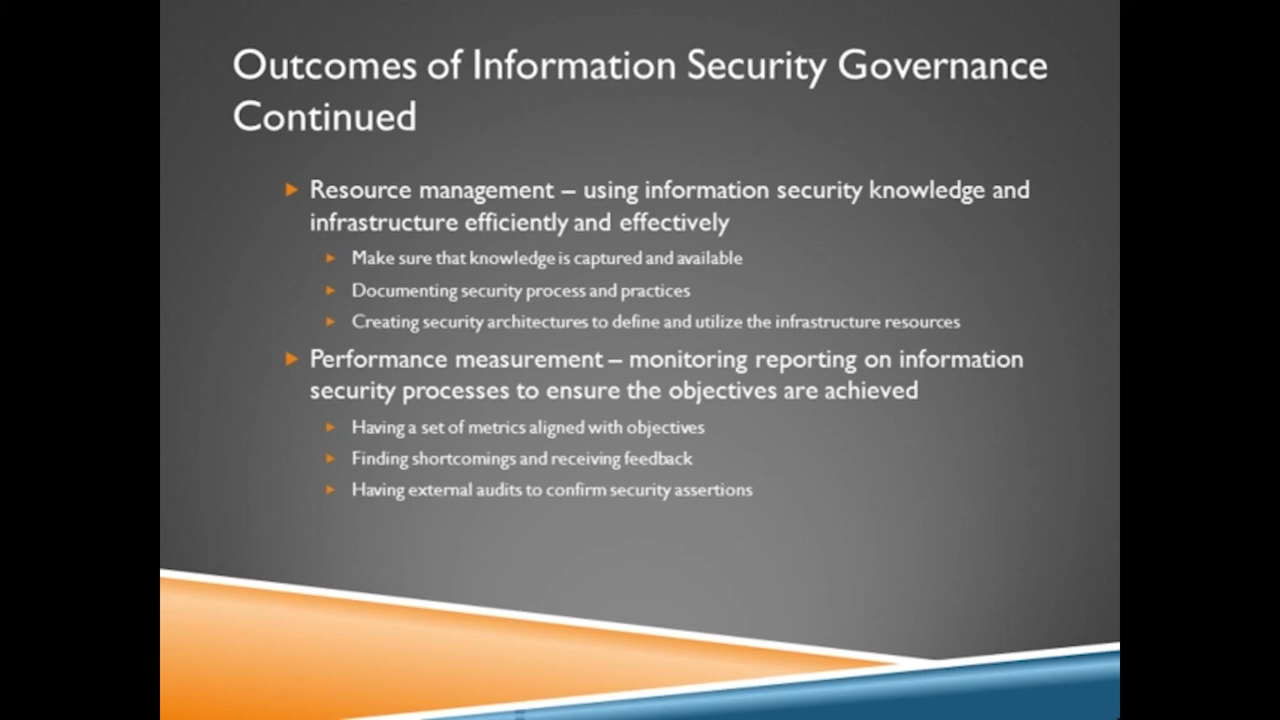 Outcomes of Information Security Governance
Continued
Resource management – using information security knowledge and
infrastructure efficiently and effectively
Make sure that knowledge is captured and available
Documenting security process and practices
Creating security architectures to define and utilize the infrastructure resources
Performance measurement – monitoring reporting on information
security processes to ensure the objectives are achieved
Having a set of metrics aligned with objectives
Finding shortcomings and receiving feedback
Having external audits to confirm security assertions